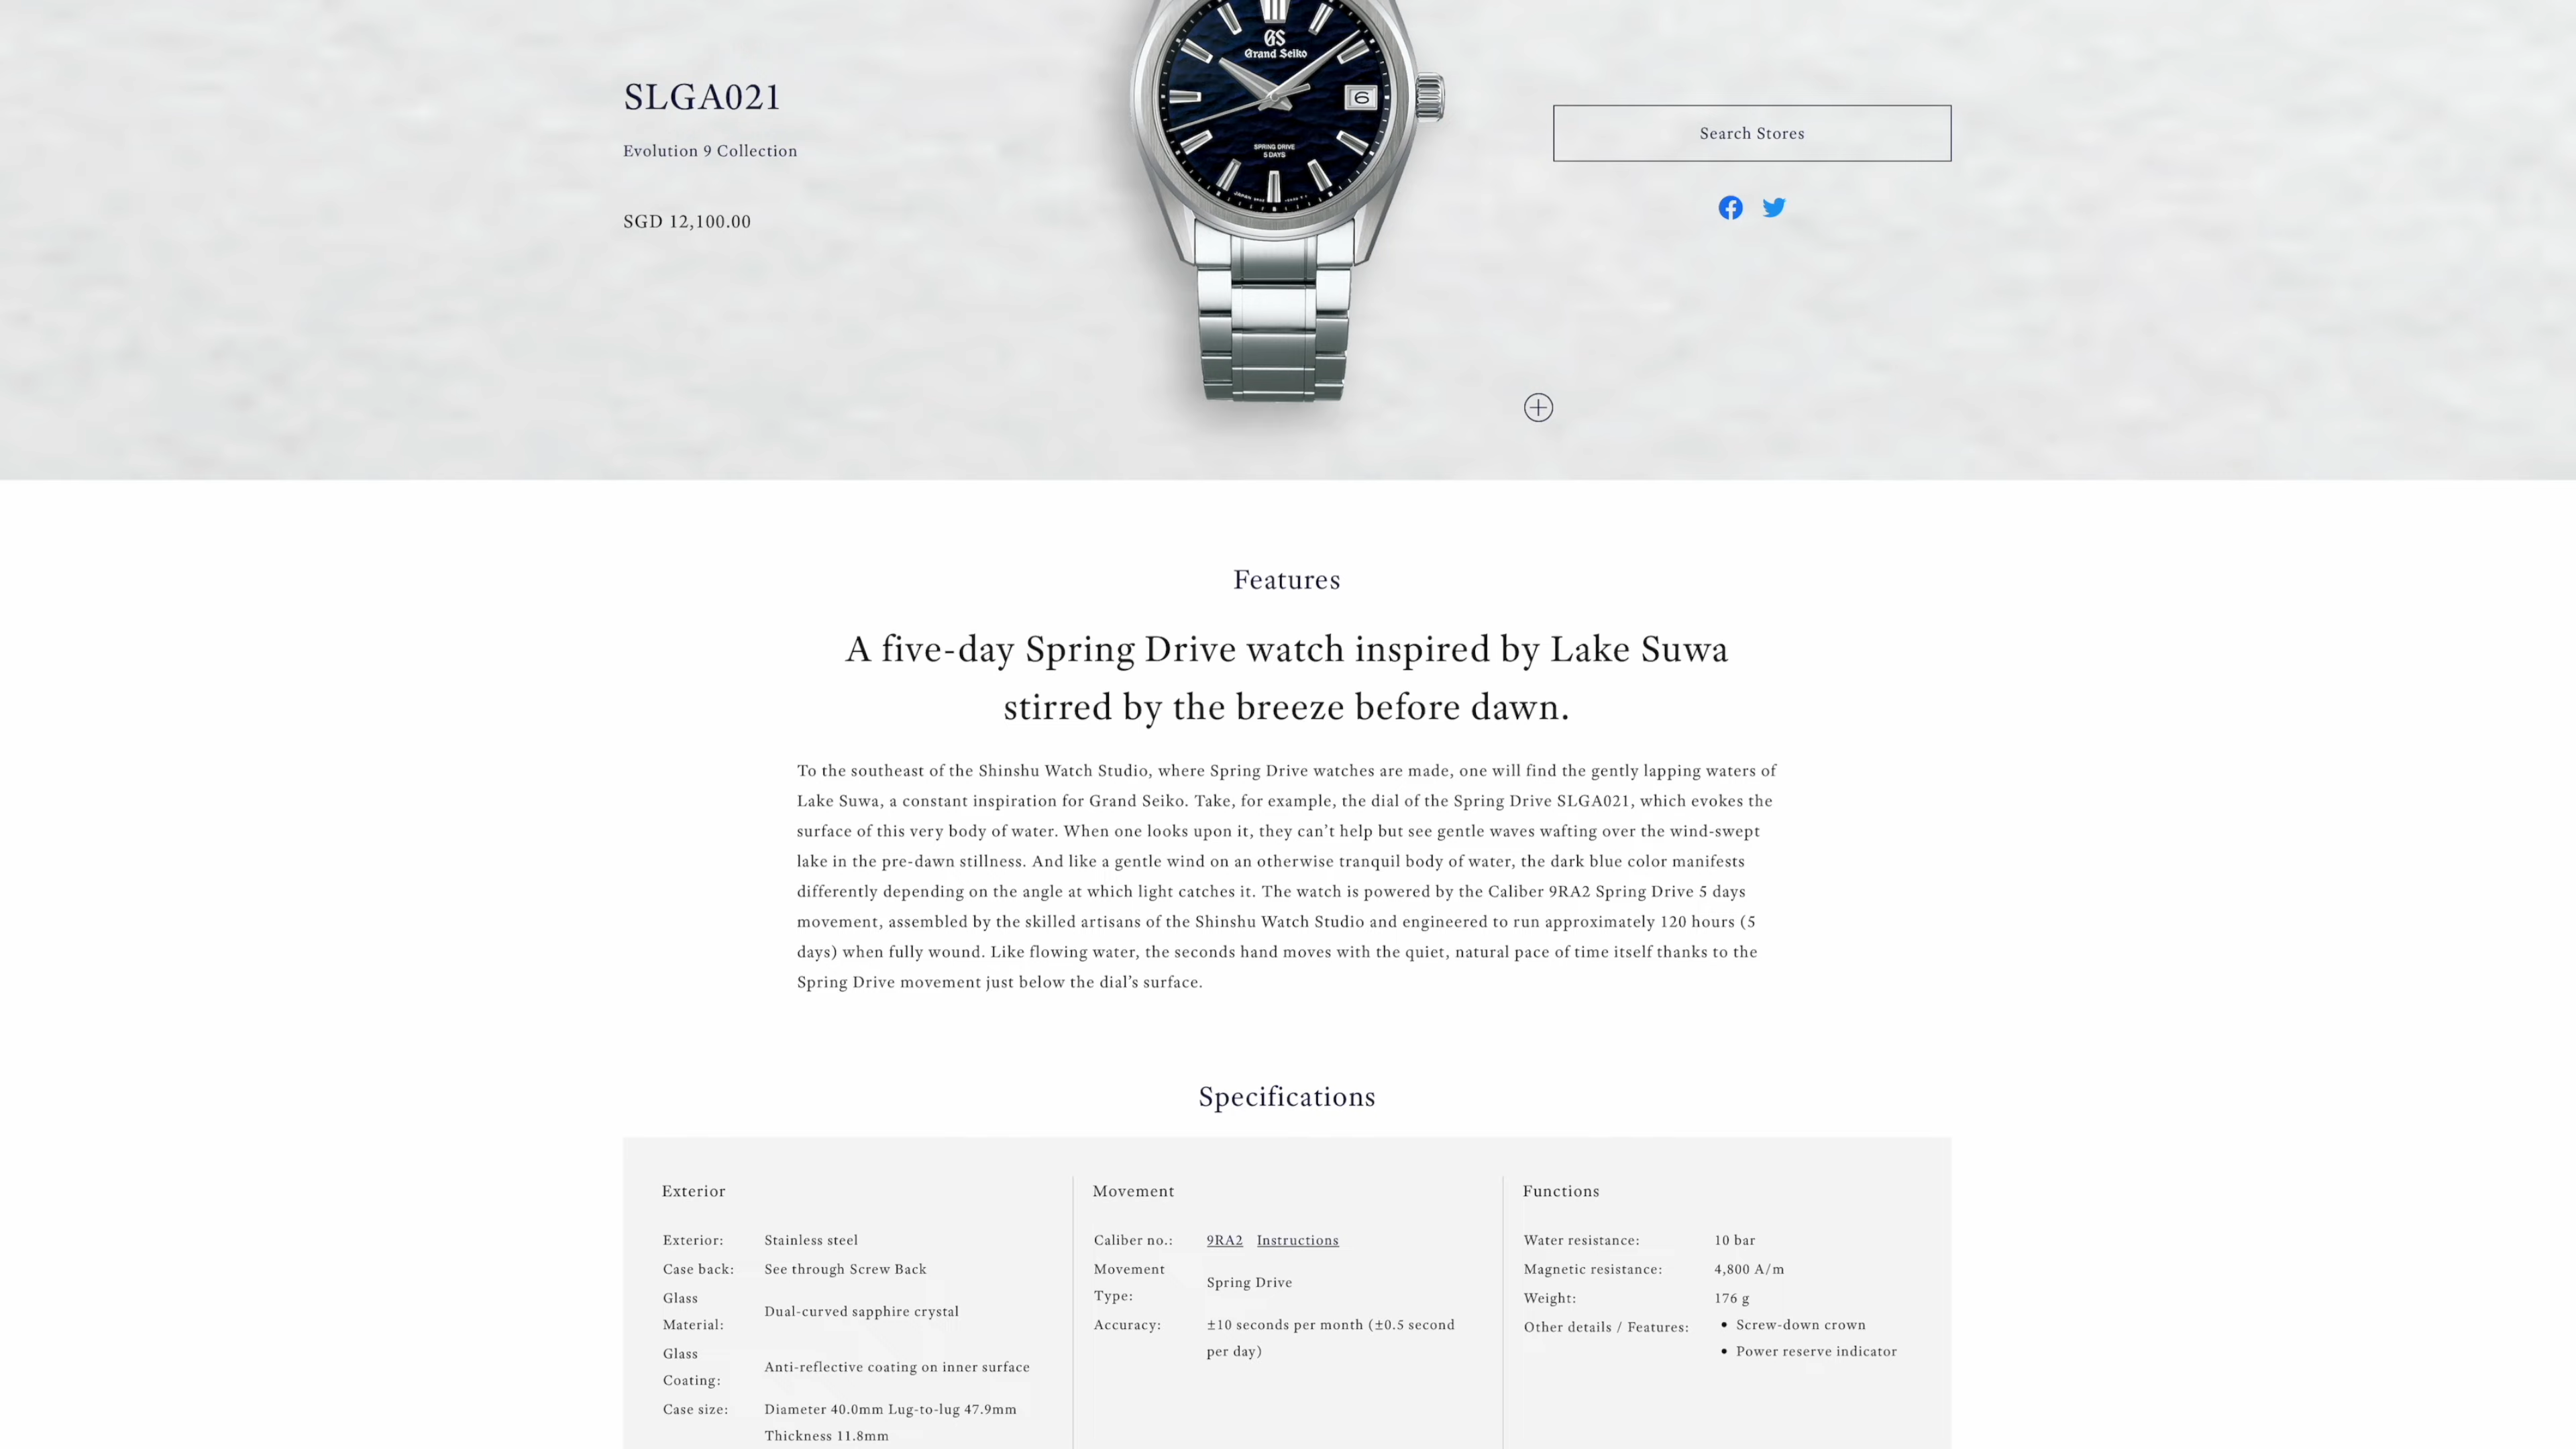 GS
Grand Seiko
6
SPRING DRIVE
5 DAYS
SLGA021
Evolution 9 Collection
SGD 12,100.00
Search Stores
Features
A five-day Spring Drive watch inspired by Lake Suwa
stirred by the breeze before dawn.
To the southeast of the Shinshu Watch Studio, where Spring Drive watches are made, one will find the gently lapping waters of
Lake Suwa, a constant inspiration for Grand Seiko. Take, for example, the dial of the Spring Drive SLGA021, which evokes the
surface of this very body of water. When one looks upon it, they can’t help but see gentle waves wafting over the wind-swept
lake in the pre-dawn stillness. And like a gentle wind on an otherwise tranquil body of water, the dark blue color manifests
differently depending on the angle at which light catches it. The watch is powered by the Caliber 9RA2 Spring Drive 5 days
movement, assembled by the skilled artisans of the Shinshu Watch Studio and engineered to run approximately 120 hours (5
days) when fully wound. Like flowing water, the seconds hand moves with the quiet, natural pace of time itself thanks to the
Spring Drive movement just below the dial’s surface.
Specifications
Exterior
Exterior: Stainless steel
Case back: See through Screw Back
Glass
Material: Dual-curved sapphire crystal
Glass
Coating: Anti-reflective coating on inner surface
Case size: Diameter 40.0mm Lug-to-lug 47.9mm
Thickness 11.8mm
Movement
Caliber no.: 9RA2 Instructions
Movement
Type: Spring Drive
Accuracy: ±10 seconds per month (±0.5 second
per day)
Functions
Water resistance: 10 bar
Magnetic resistance: 4,800 A/m
Weight: 176 g
Other details / Features: • Screw-down crown
• Power reserve indicator